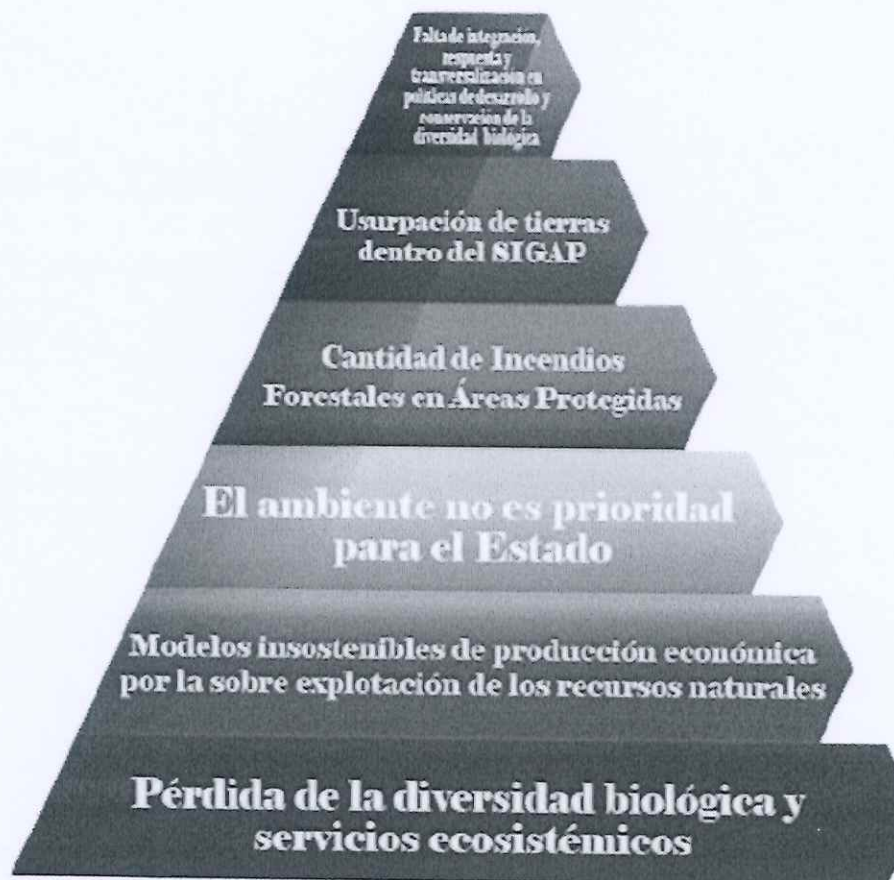 Falta de integración,
respuesta y
transversalización en
políticas de desarrollo y
conservación de la
diversidad biológica
Usurpación de tierras
dentro del SIGAP
Cantidad de Incendios
Forestales en Áreas Protegidas
El ambiente no es prioridad
para el Estado
Modelos insostenibles de producción económica
por la sobre explotación de los recursos naturales
Pérdida de la diversidad biológica y
servicios ecosistémicos